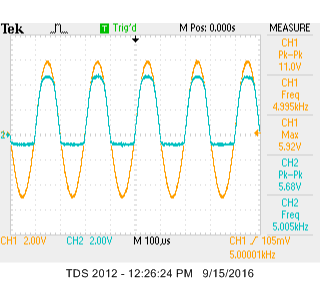 Tek T Trig'd M Pos: 0.000s MEASURE
CH1
Pk-Pk
11.0V
CH1
Freq
4.995kHz
CH1
Max
5.92V
2
CH2
Pk-Pk
5.68V
CH2
Freq
5.005kHz
CH1 2.00V CH2 2.00V M 100µs CH1 / 105mV
5.00001kHz
TDS 2012 - 12:26:24 PM 9/15/2016